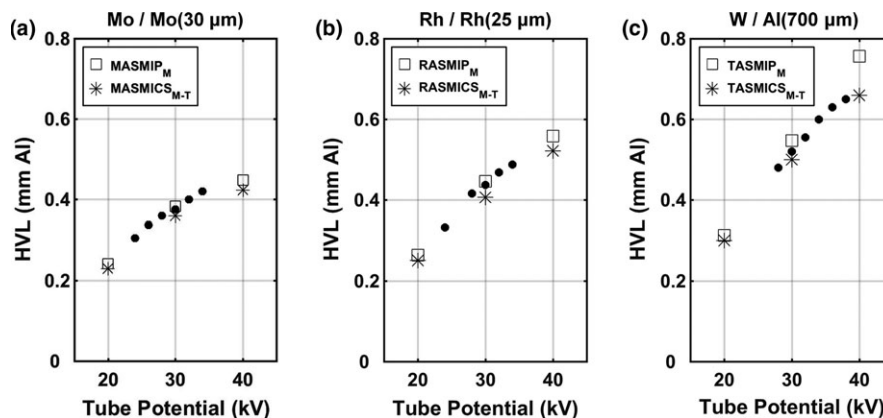 (a) Mo / Mo(30 µm)
MASMIP_M
MASMICS_M-T
HVL (mm Al)
0.8
0.6
0.4
0.2
0
20 30 40
Tube Potential (kV)
(b) Rh / Rh(25 µm)
RASMIP_M
RASMICS_M-T
HVL (mm Al)
0.8
0.6
0.4
0.2
0
20 30 40
Tube Potential (kV)
(c) W / Al(700 µm)
TASMIP_M
TASMICS_M-T
HVL (mm Al)
0.8
0.6
0.4
0.2
0
20 30 40
Tube Potential (kV)